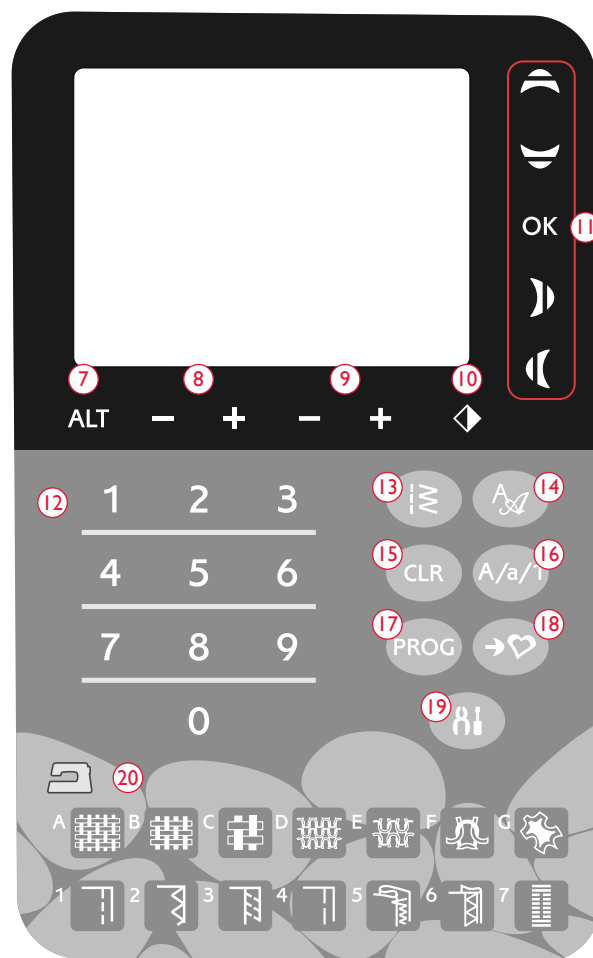 OK
11
7 8 9 10
ALT − + − +
12 1 2 3 13 14
4 5 6 15 CLR 16 A/a/1
7 8 9 17 PROG 18
0 19
20
A B C D E F G
1 2 3 4 5 6 7